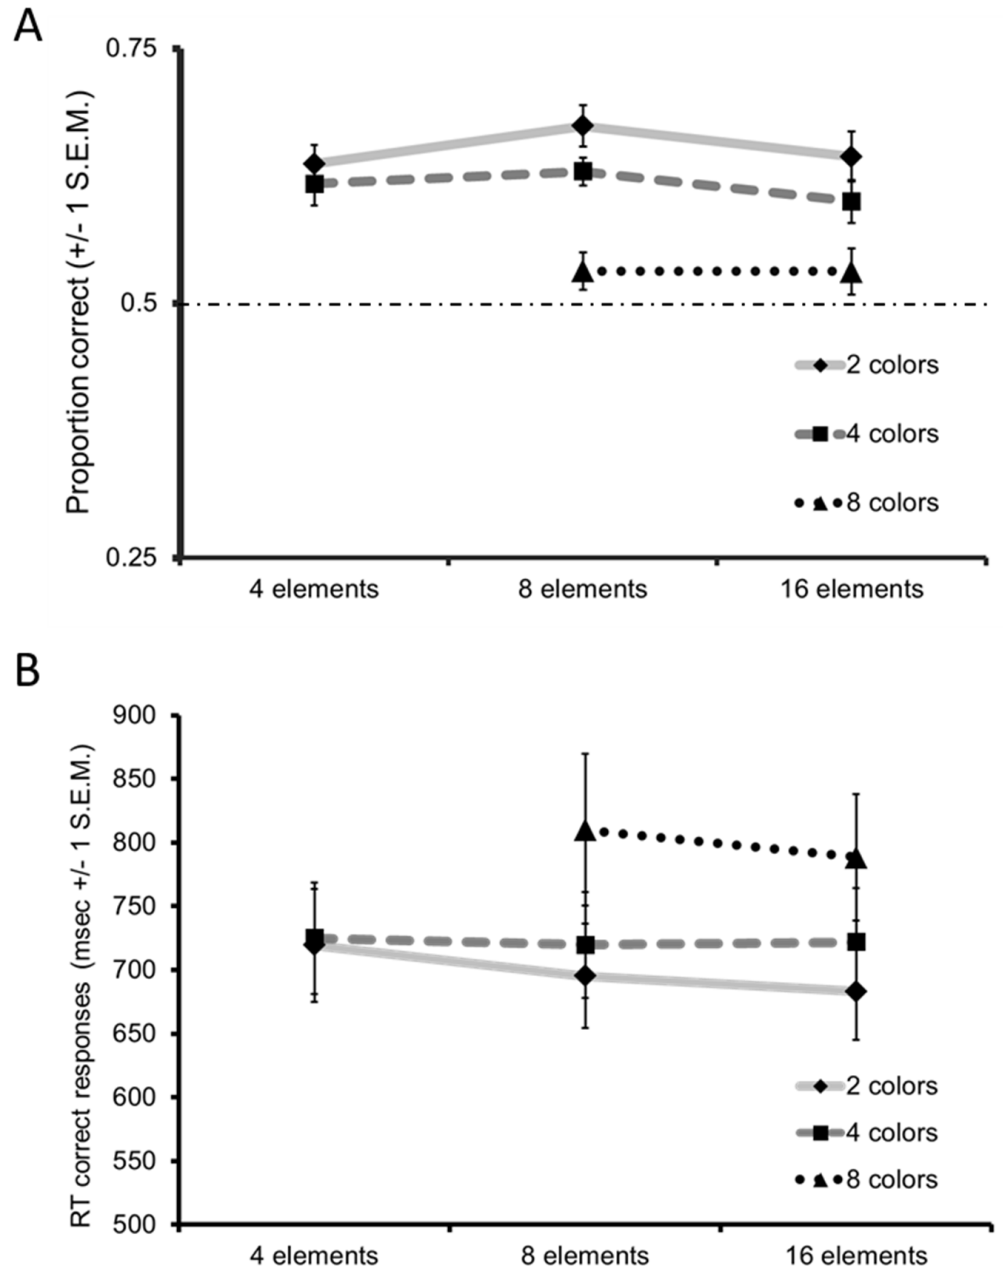 A
0.75
0.5
0.25
Proportion correct (+/- 1 S.E.M.)
2 colors
4 colors
8 colors
4 elements 8 elements 16 elements
B
900
850
800
750
700
650
600
550
500
RT correct responses (msec +/- 1 S.E.M.)
2 colors
4 colors
8 colors
4 elements 8 elements 16 elements